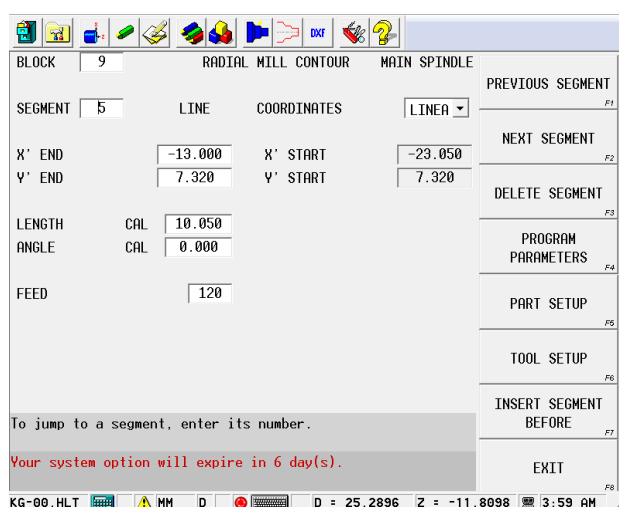 DXF
BLOCK 9 RADIAL MILL CONTOUR MAIN SPINDLE
PREVIOUS SEGMENT
F1
SEGMENT 5 LINE COORDINATES LINEA
NEXT SEGMENT
F2
X' END -13.000 X' START -23.050
Y' END 7.320 Y' START 7.320
DELETE SEGMENT
F3
LENGTH CAL 10.050
ANGLE CAL 0.000
PROGRAM
PARAMETERS
F4
FEED 120
PART SETUP
F5
TOOL SETUP
F6
INSERT SEGMENT
BEFORE
F7
To jump to a segment, enter its number.
Your system option will expire in 6 day(s).
EXIT
F8
KG-00.HLT MM D D = 25.2896 Z = -11.8098 3:59 AM